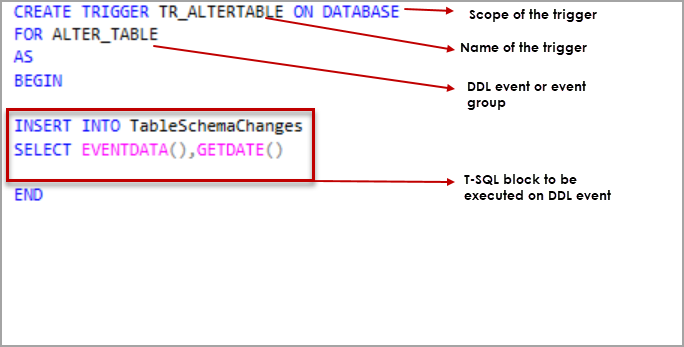 CREATE TRIGGER TR_ALTERTABLE ON DATABASE
Scope of the trigger
FOR ALTER_TABLE
Name of the trigger
AS
BEGIN
DDL event or event
group
INSERT INTO TableSchemaChanges
SELECT EVENTDATA(),GETDATE()
T-SQL block to be
executed on DDL event
END